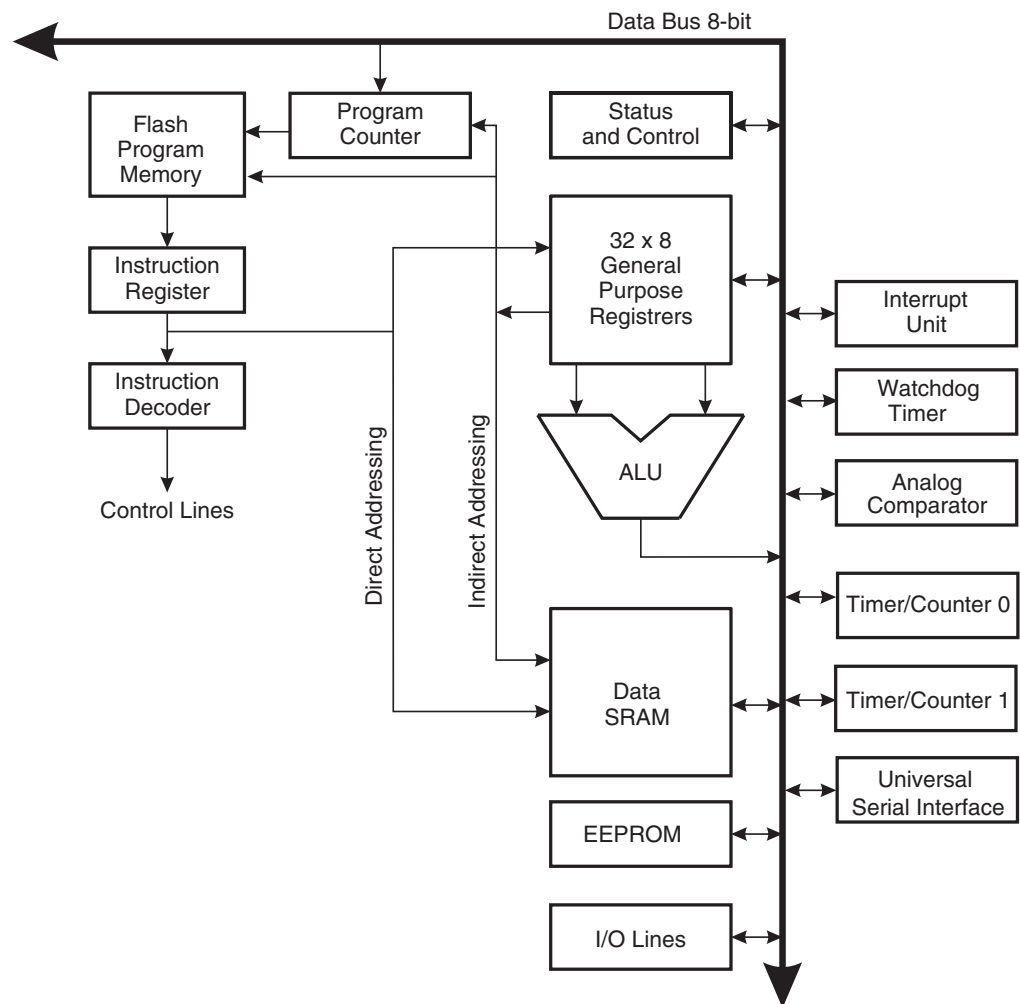 Data Bus 8-bit
Flash
Program
Memory
Program
Counter
Status
and Control
32 x 8
General
Purpose
Registrers
Instruction
Register
Instruction
Decoder
Control Lines
Direct Addressing
Indirect Addressing
ALU
Interrupt
Unit
Watchdog
Timer
Analog
Comparator
Timer/Counter 0
Data
SRAM
Timer/Counter 1
Universal
Serial Interface
EEPROM
I/O Lines